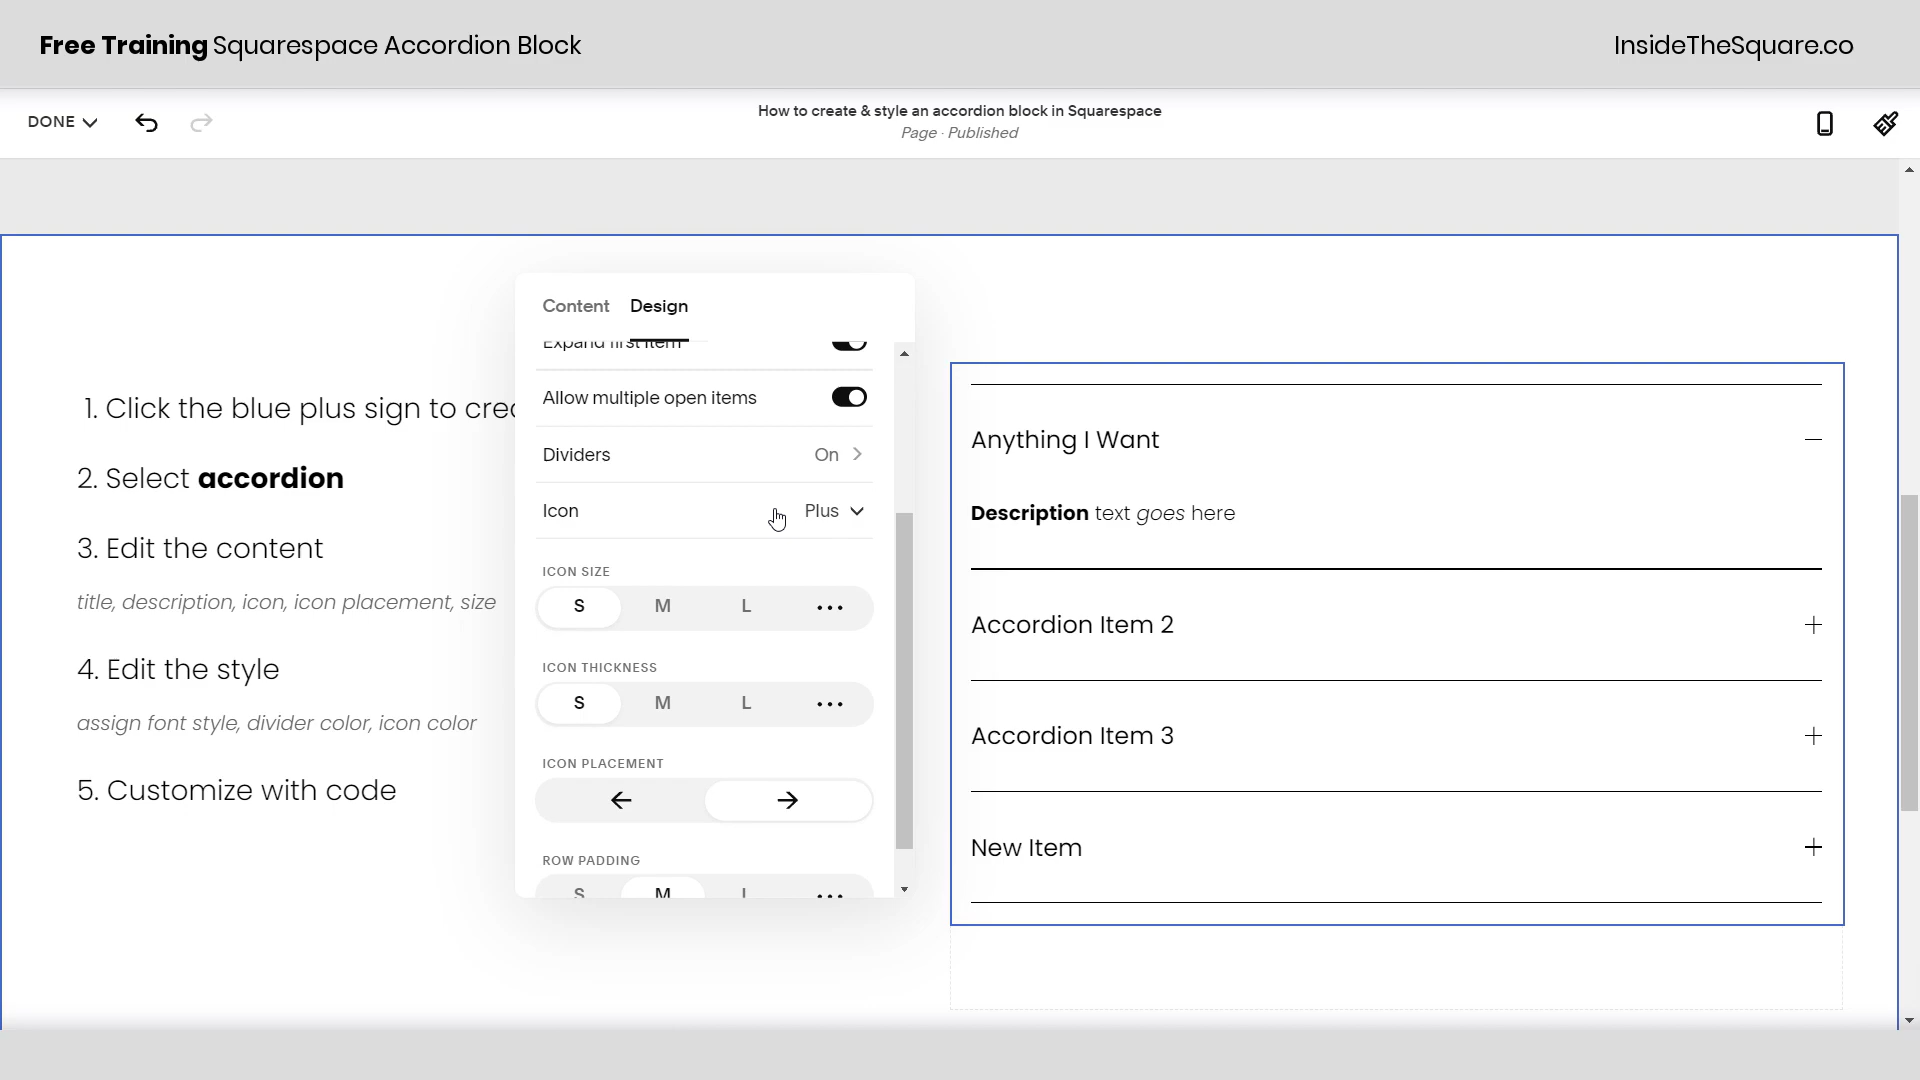 Free Training Squarespace Accordion Block
InsideTheSquare.co
DONE
How to create & style an accordion block in Squarespace
Page · Published
Content Design
Expand first item
Allow multiple open items
Dividers On
Icon Plus
ICON SIZE
S M L ...
ICON THICKNESS
S M L ...
ICON PLACEMENT
← →
ROW PADDING
S M L ...
1. Click the blue plus sign to crea
2. Select accordion
3. Edit the content
title, description, icon, icon placement, size
4. Edit the style
assign font style, divider color, icon color
5. Customize with code
Anything I Want
Description text goes here
Accordion Item 2
Accordion Item 3
New Item